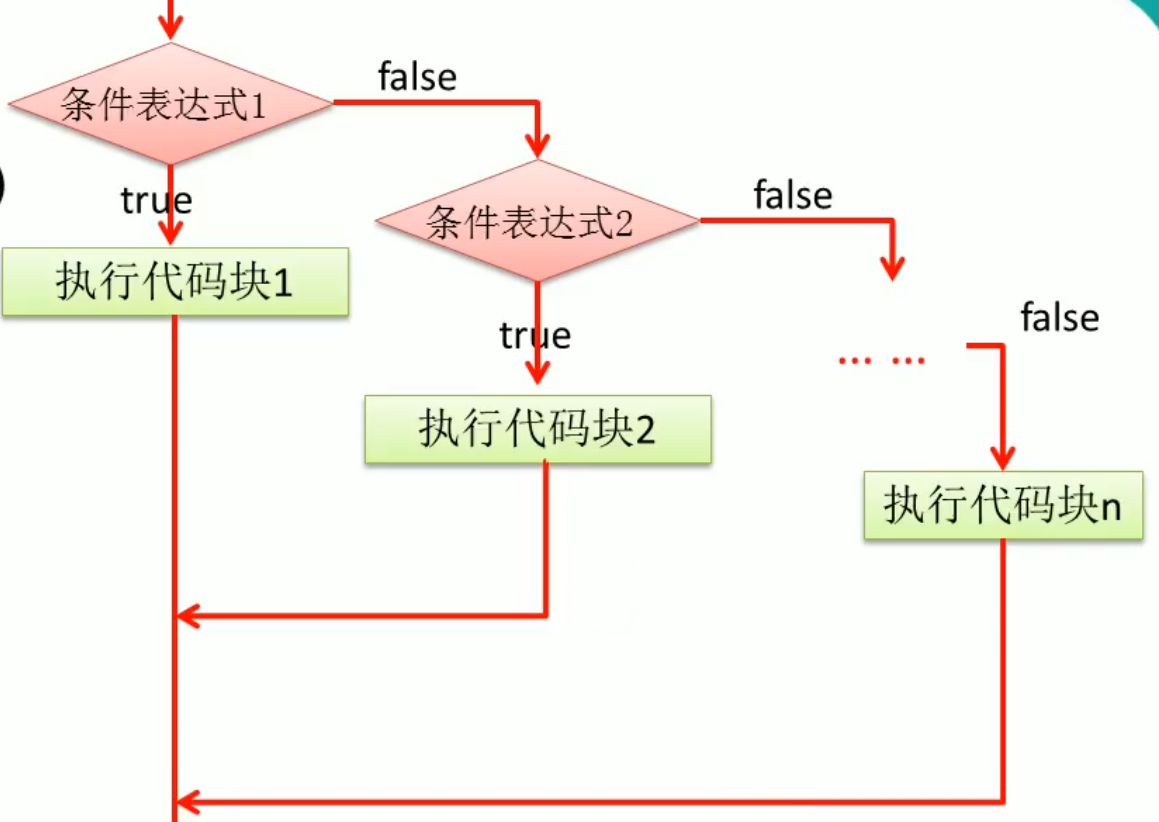 false
条件表达式1
true
false
条件表达式2
执行代码块1
true
false
... ...
执行代码块2
执行代码块n